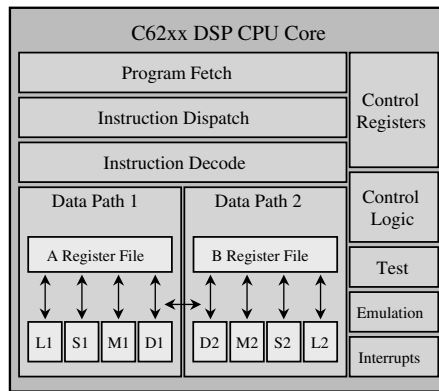 C62xx DSP CPU Core
Program Fetch
Instruction Dispatch
Instruction Decode
Control
Registers
Control
Logic
Test
Emulation
Interrupts
Data Path 1
A Register File
L1 S1 M1 D1
Data Path 2
B Register File
D2 M2 S2 L2